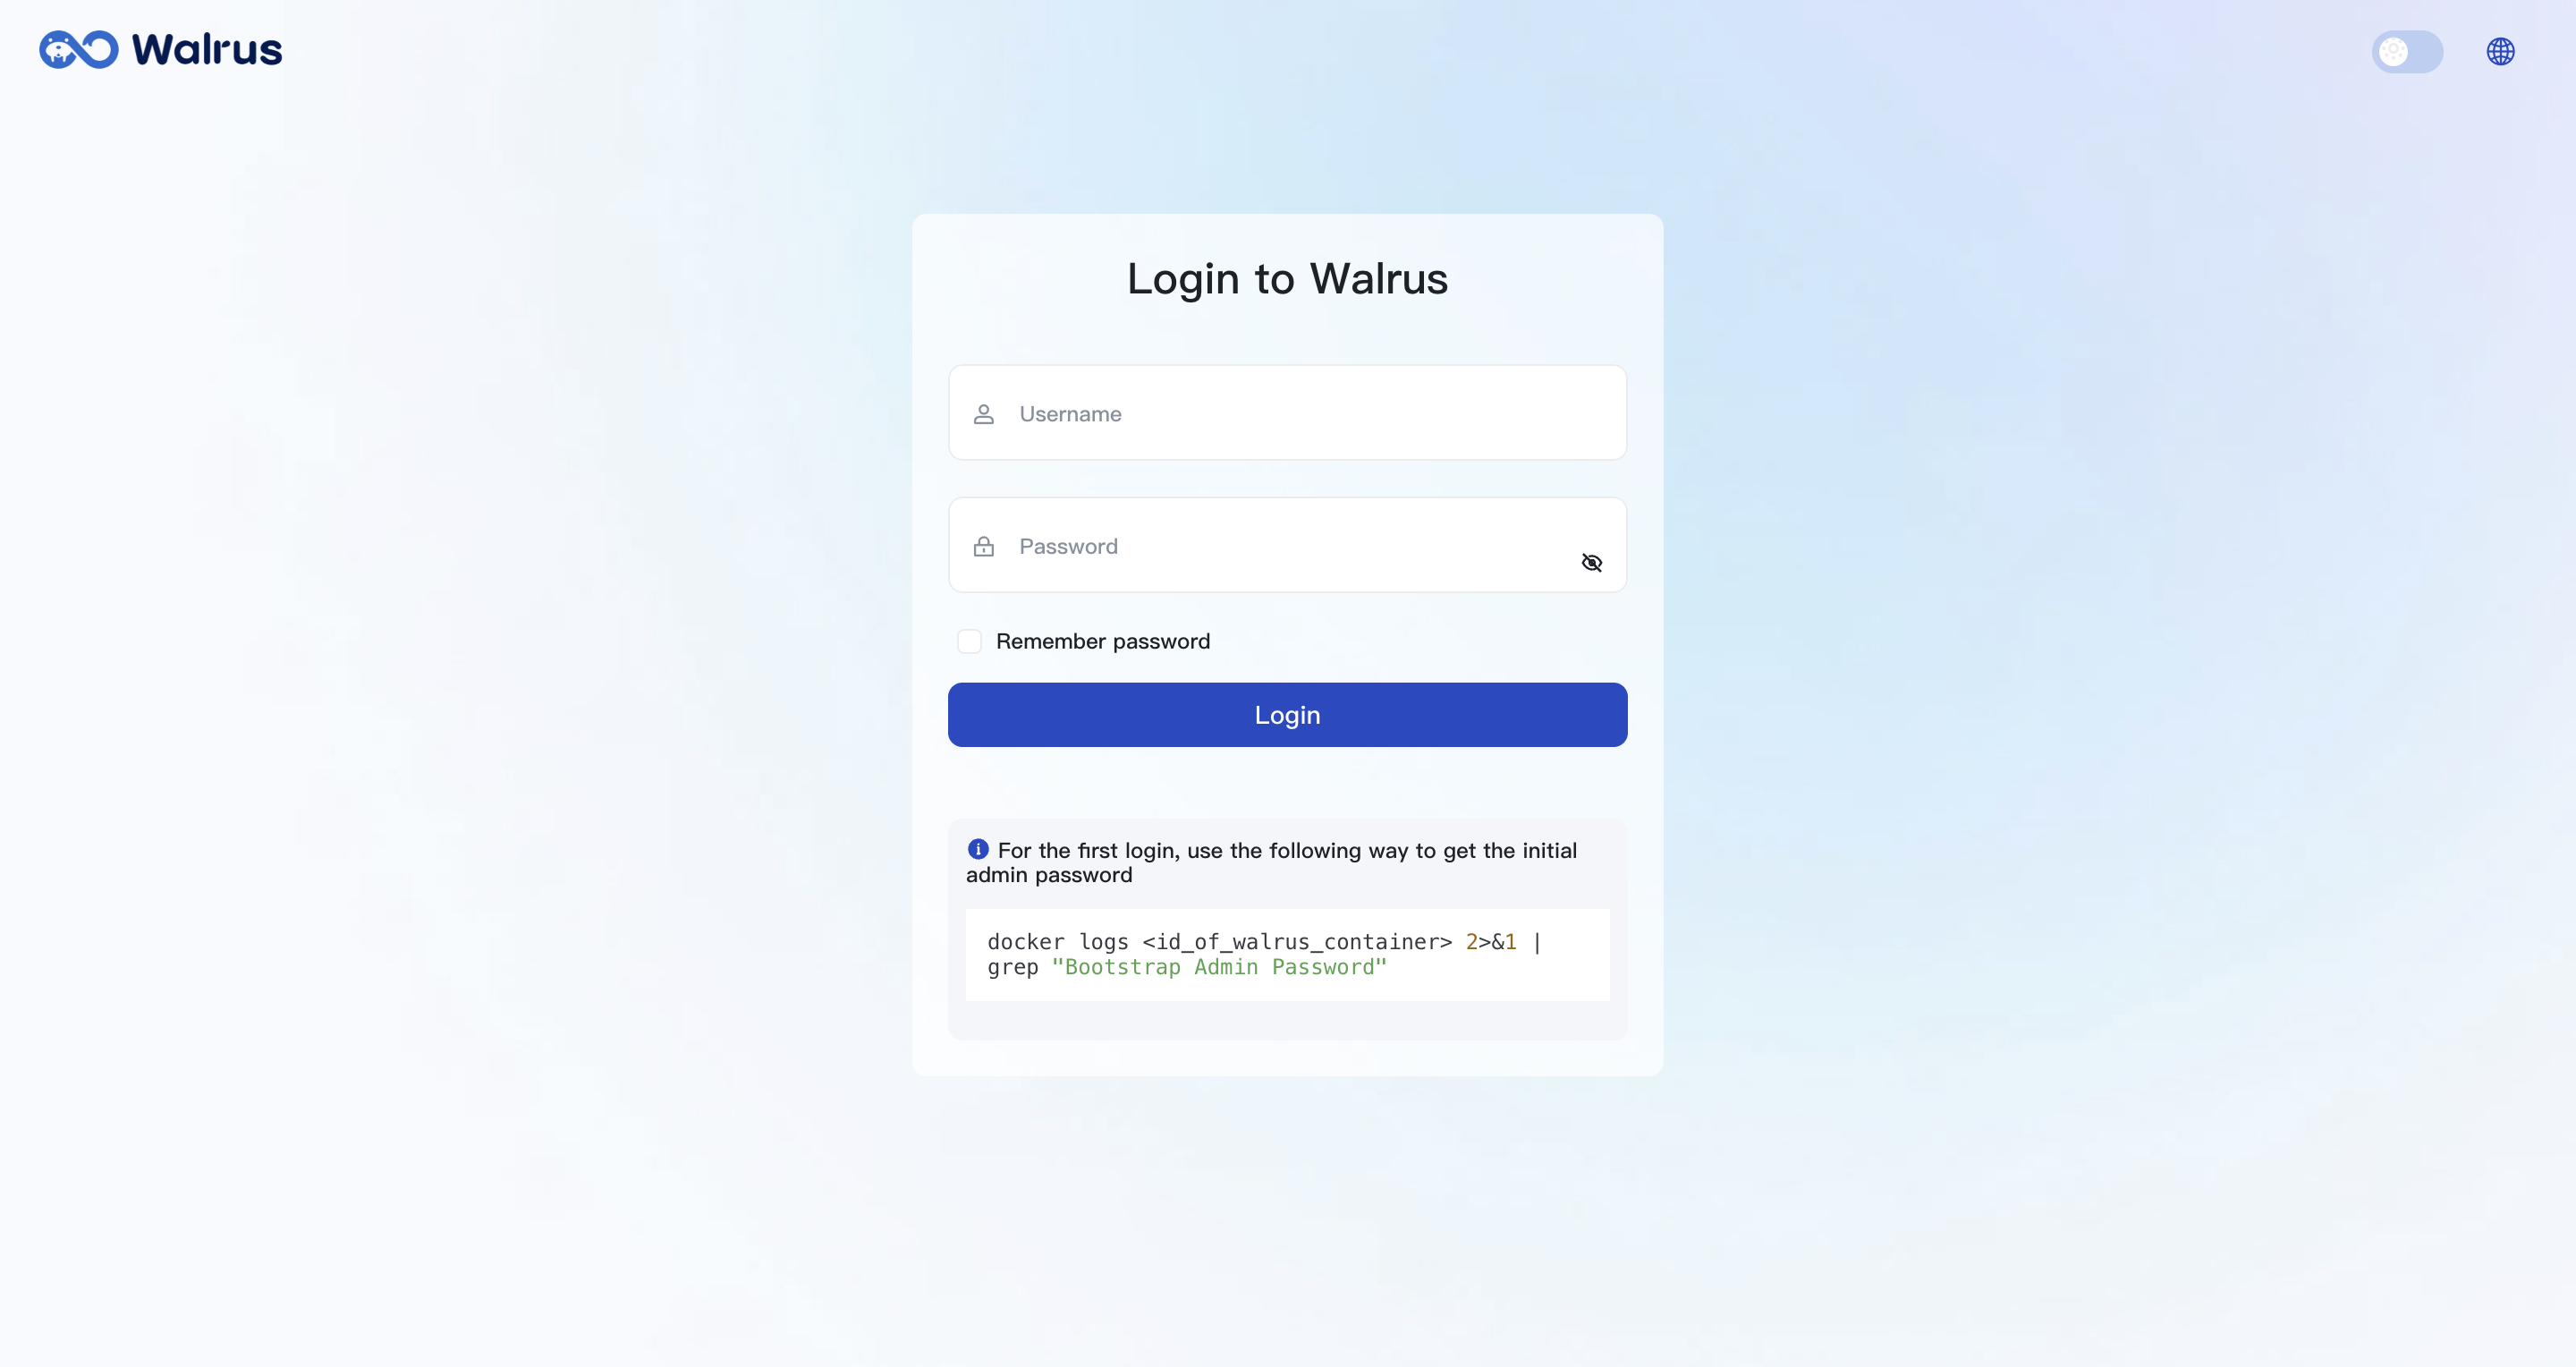 Walrus
Login to Walrus
Username
Password
Remember password
Login
For the first login, use the following way to get the initial
admin password
docker logs <id_of_walrus_container> 2>&1 |
grep "Bootstrap Admin Password"